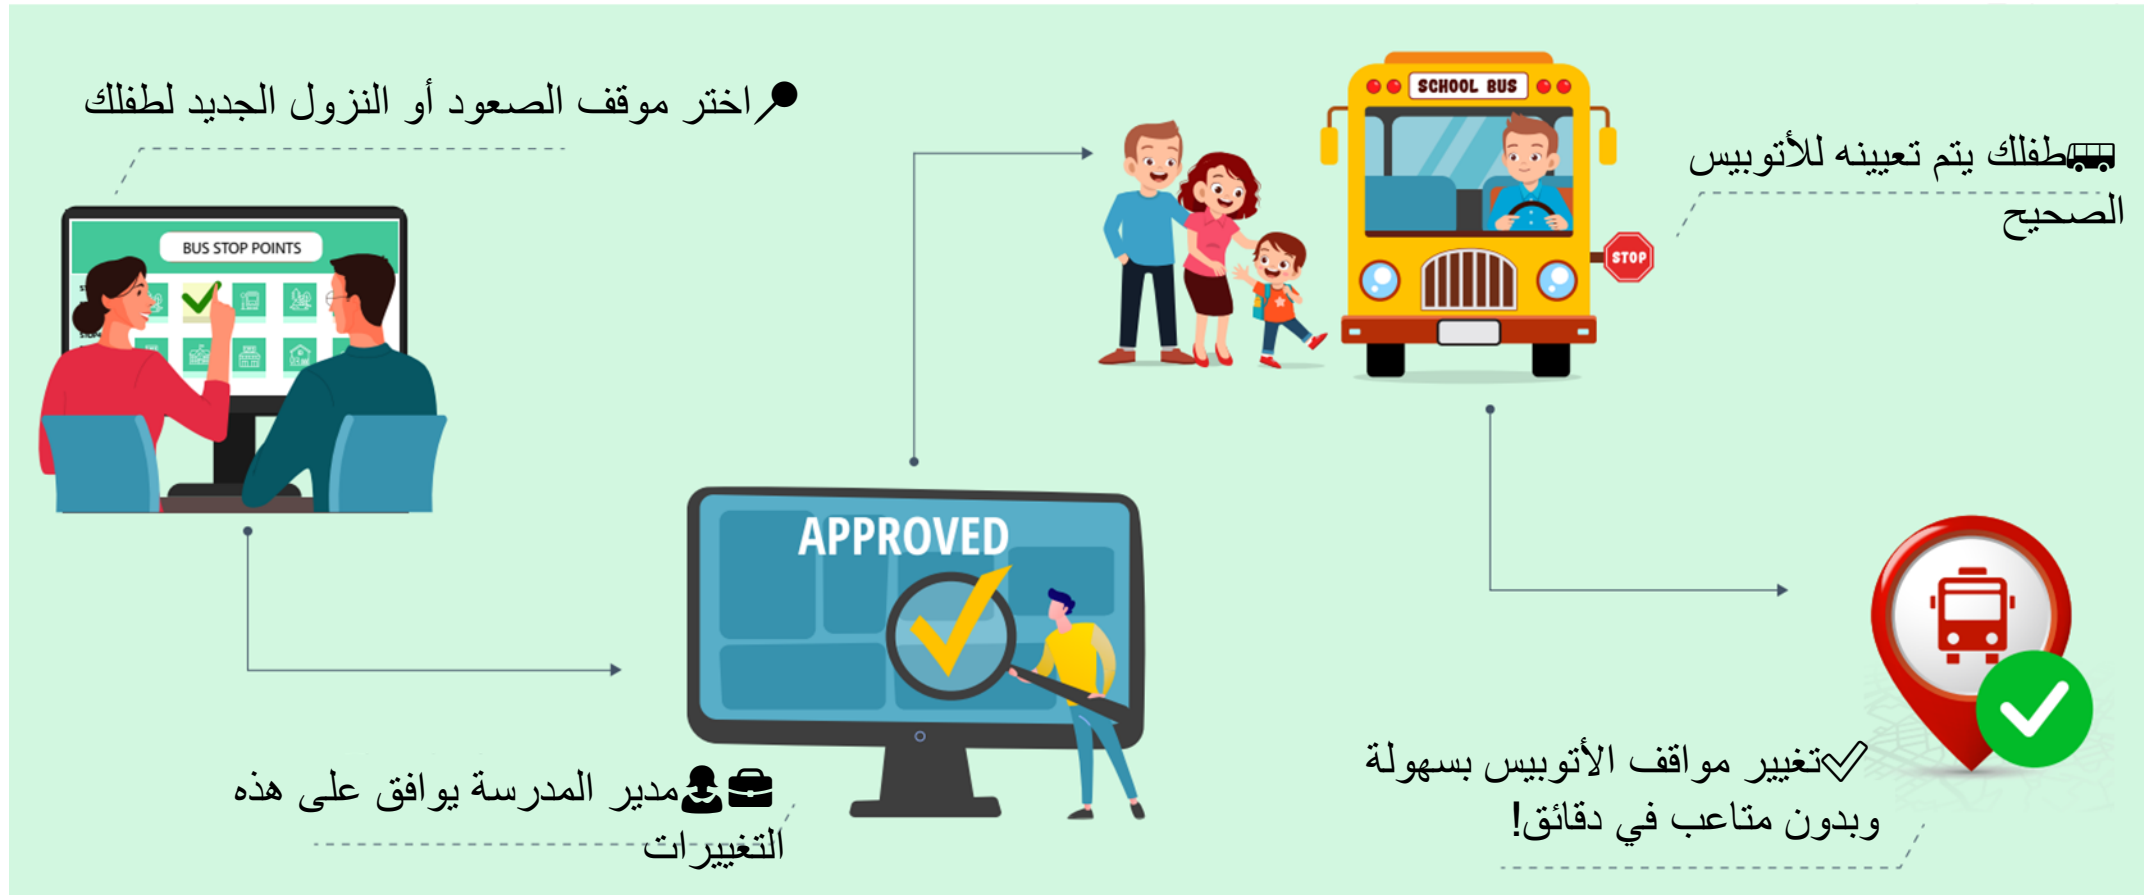 اختر موقف الصعود أو النزول الجديد لطفلك
BUS STOP POINTS
مدير المدرسة يوافق على هذه
التغييرات
APPROVED
SCHOOL BUS
STOP
طفلك يتم تعيينه للأتوبيس
الصحيح
تغيير مواقف الأتوبيس بسهولة
وبدون متاعب في دقائق!